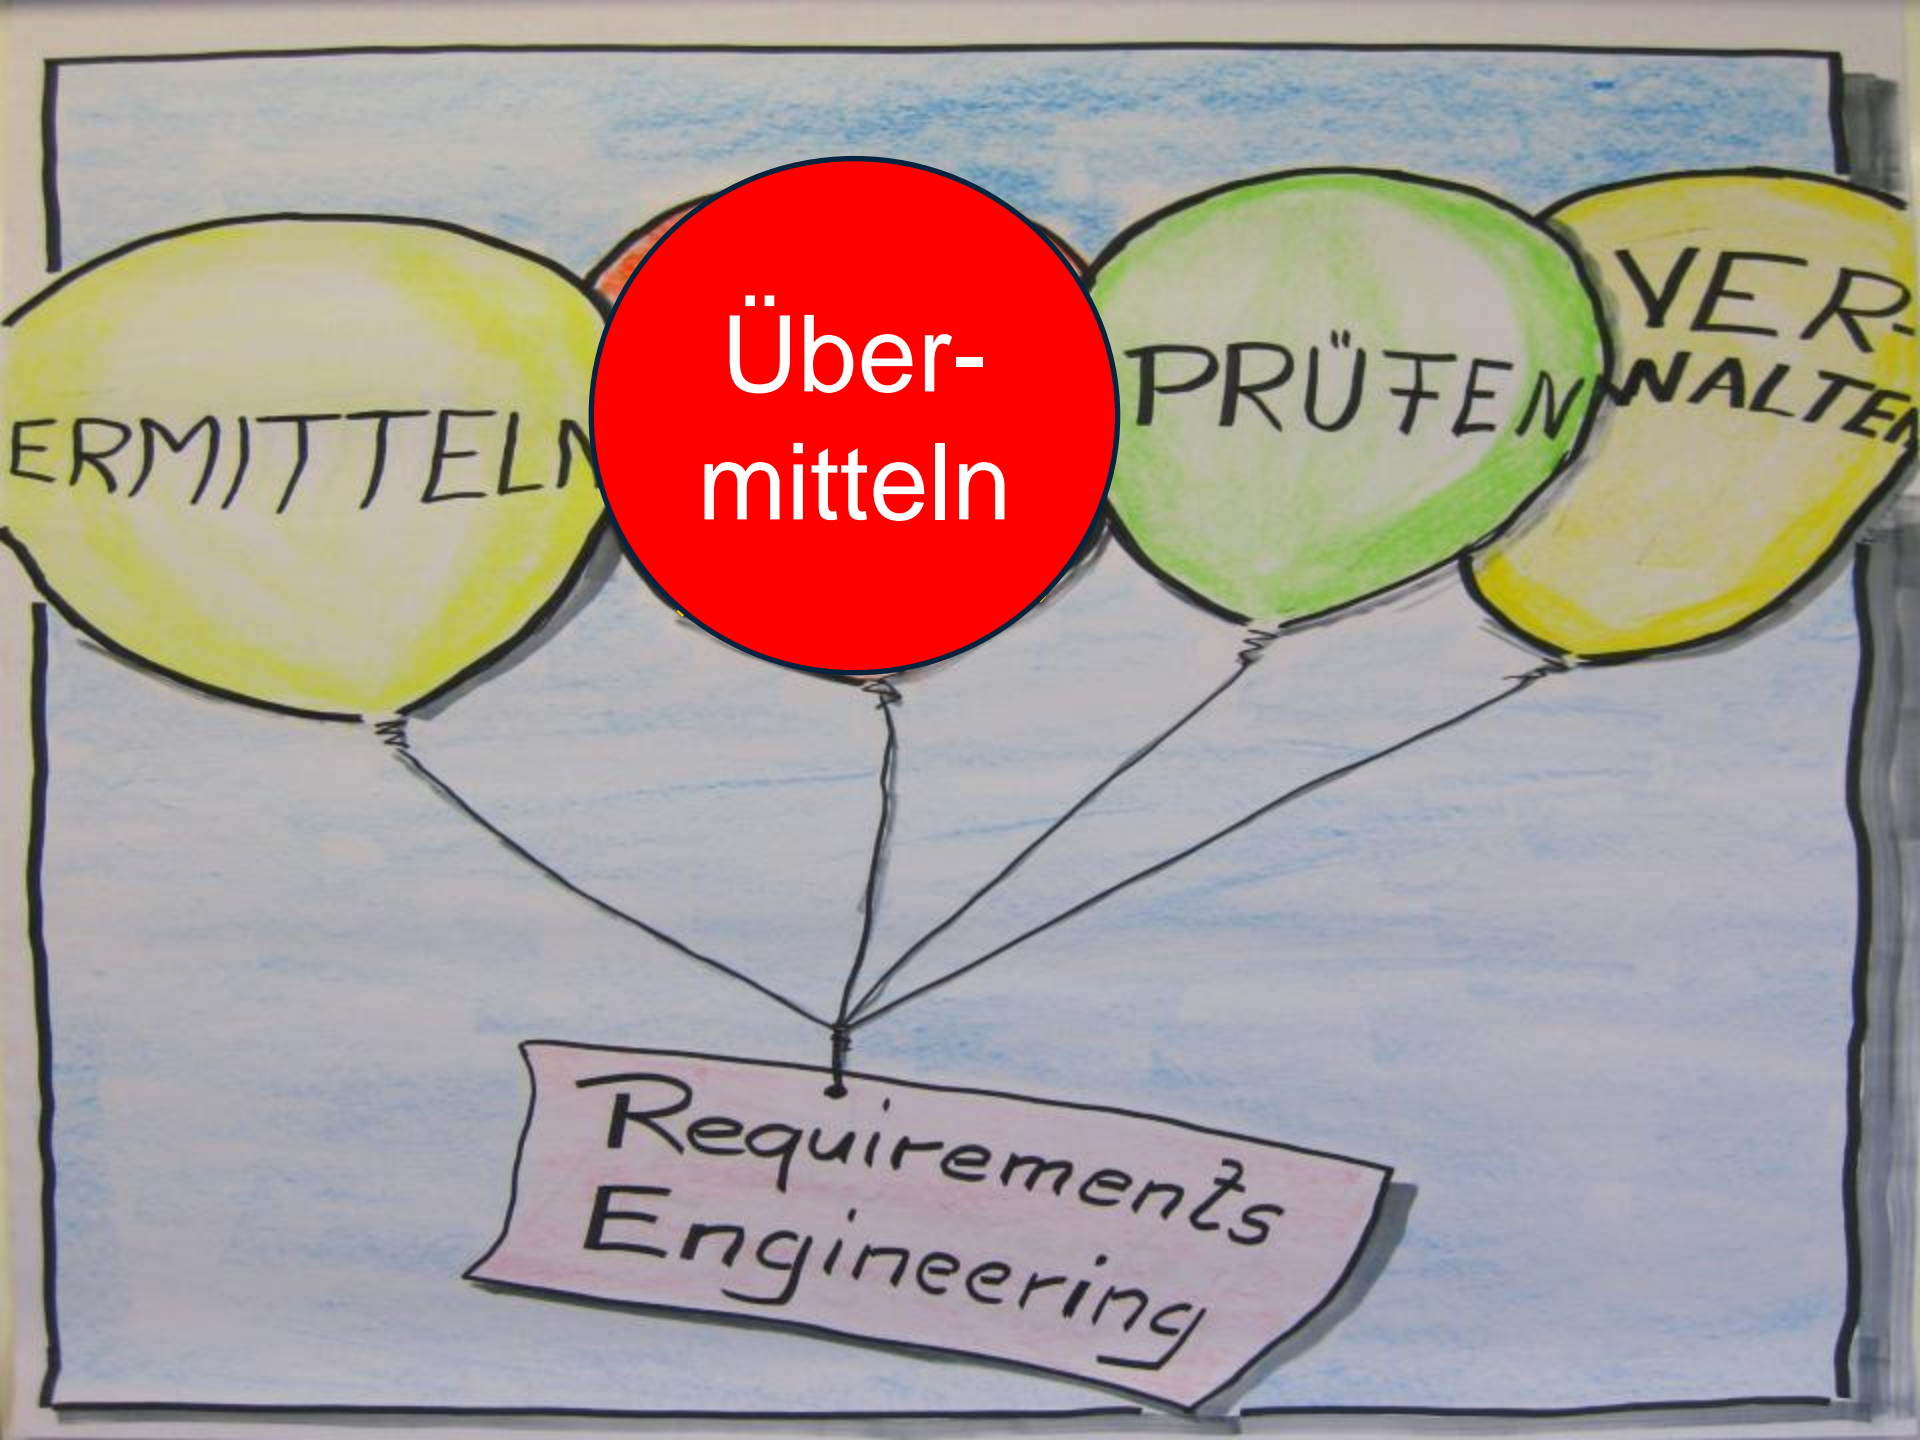 ERMITTELN
Über-
mitteln
PRÜFEN
VER-
WALTEN
Requirements
Engineering